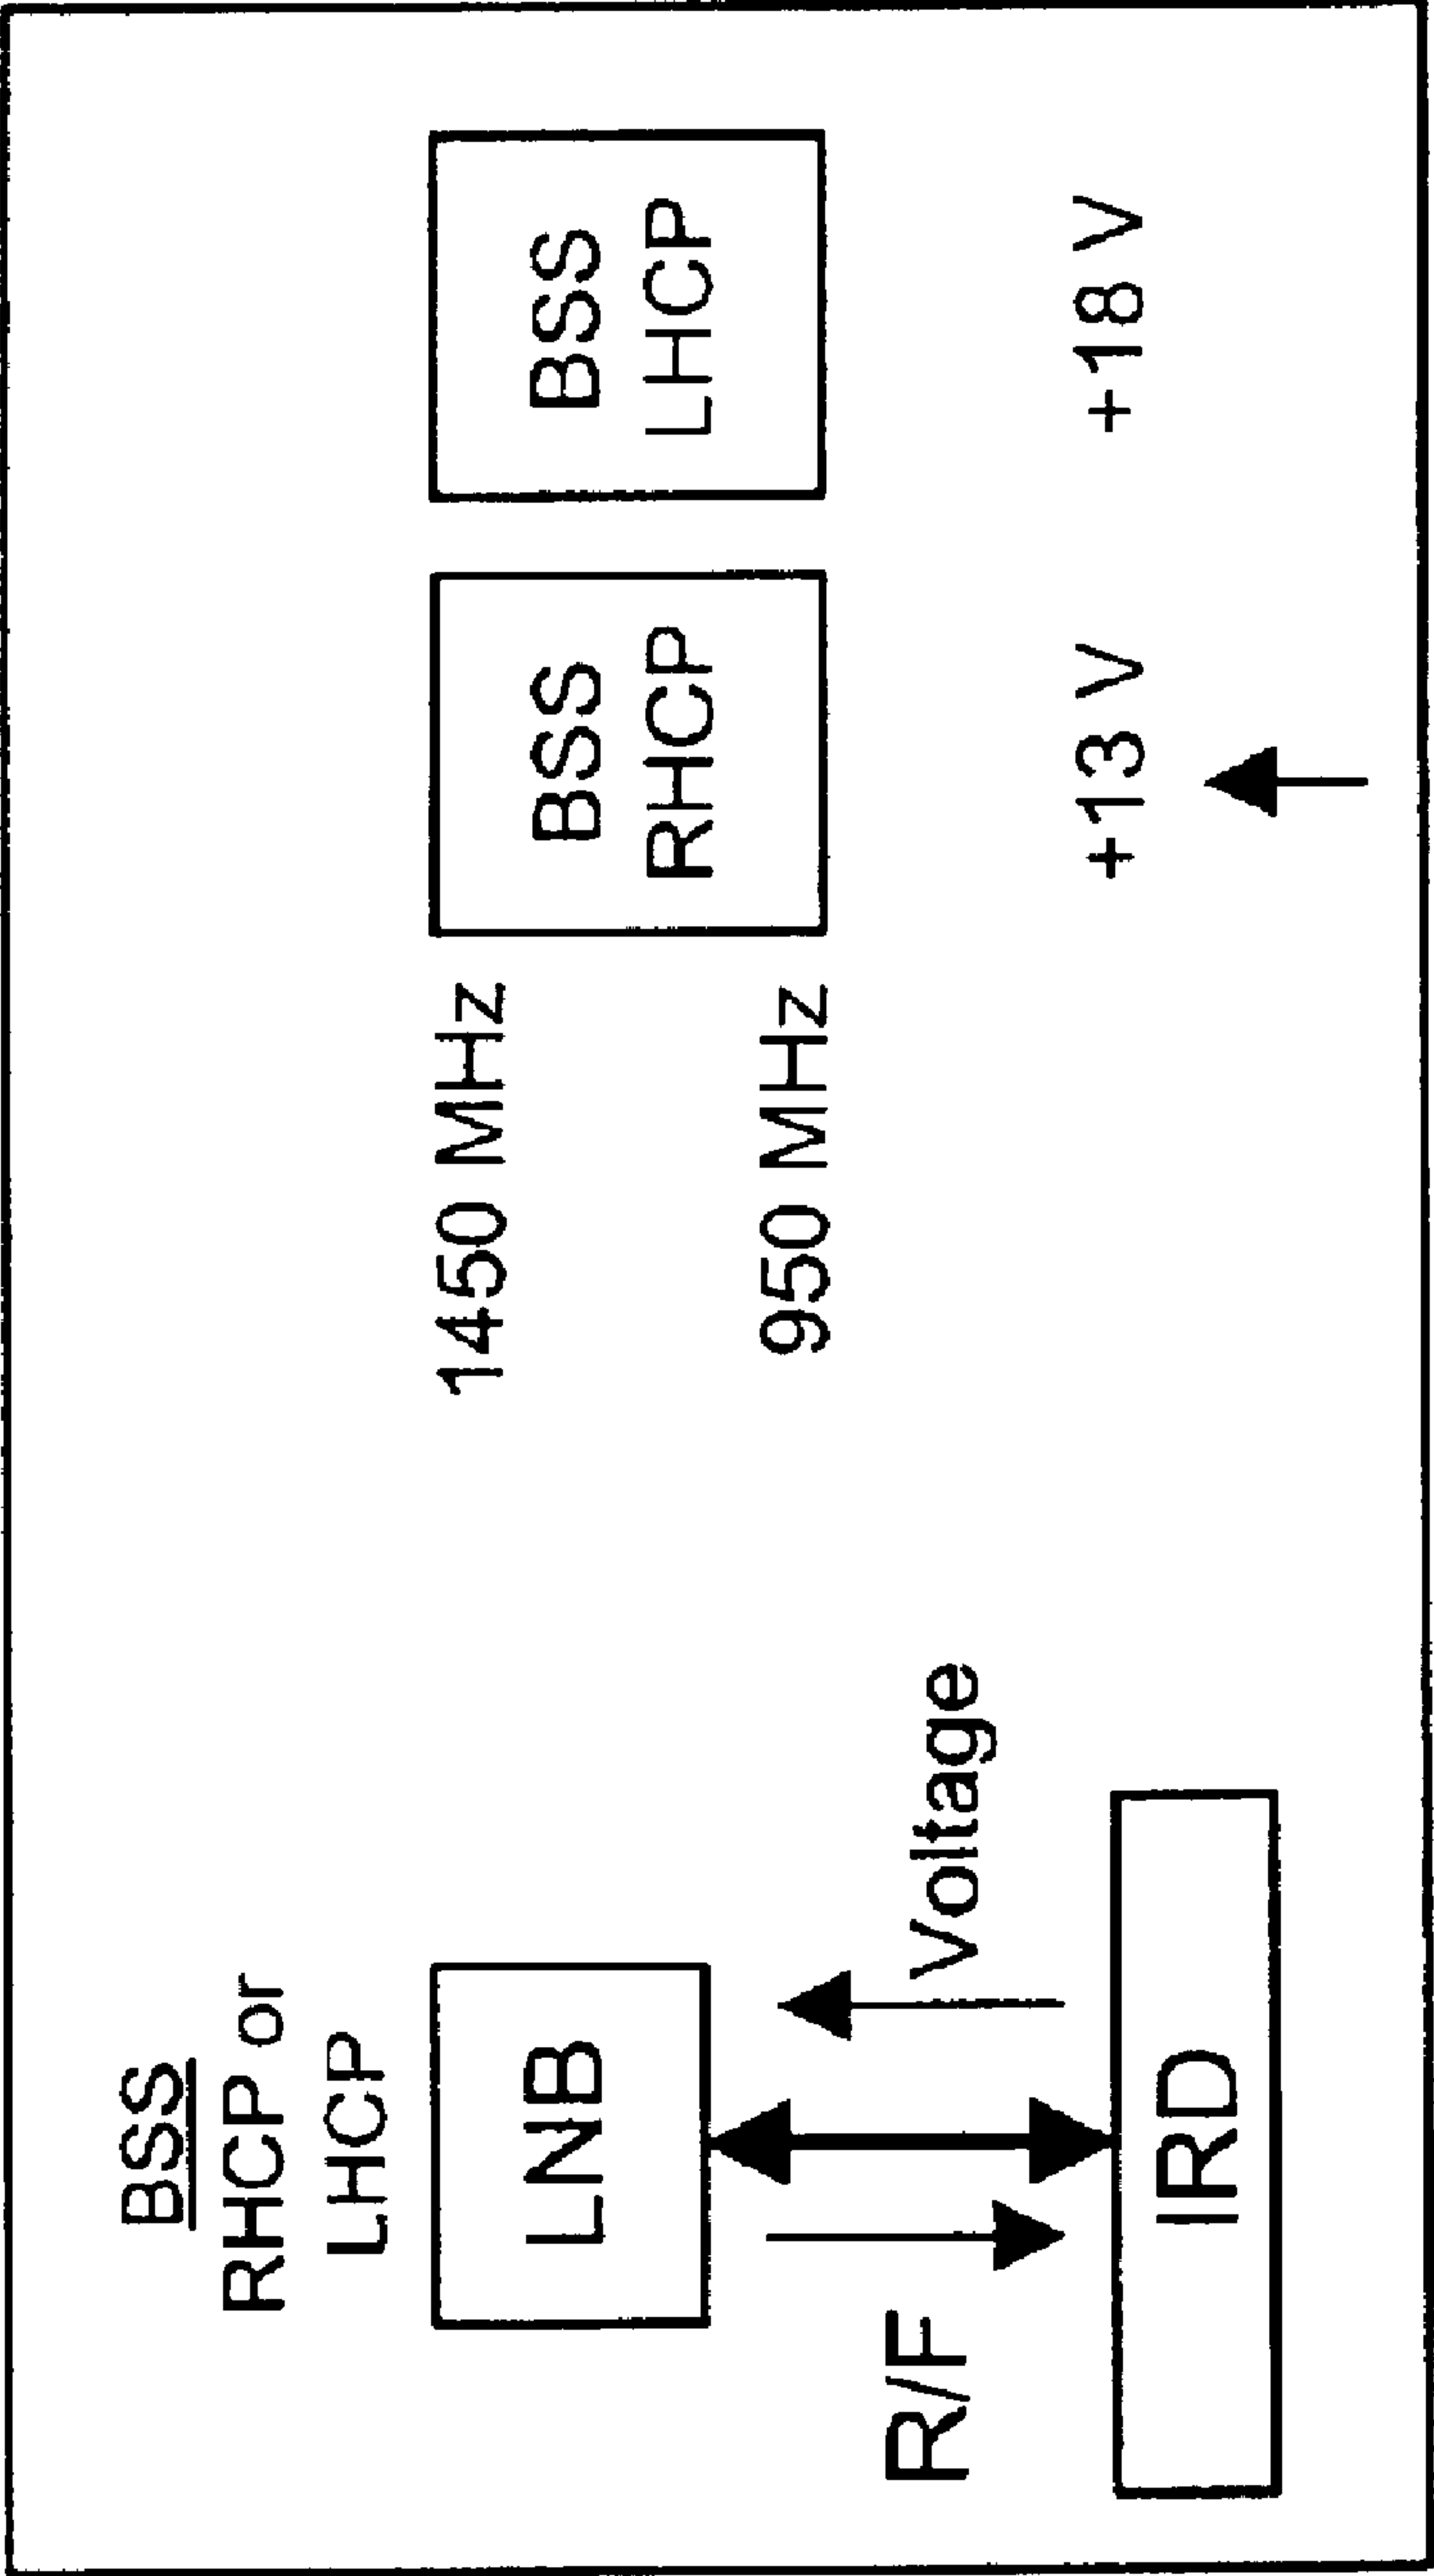 BSS
RHCP or
LHCP
LNB
R/F
Voltage
IRD
1450 MHz
950 MHz
BSS
RHCP
BSS
LHCP
+13 V
+18 V